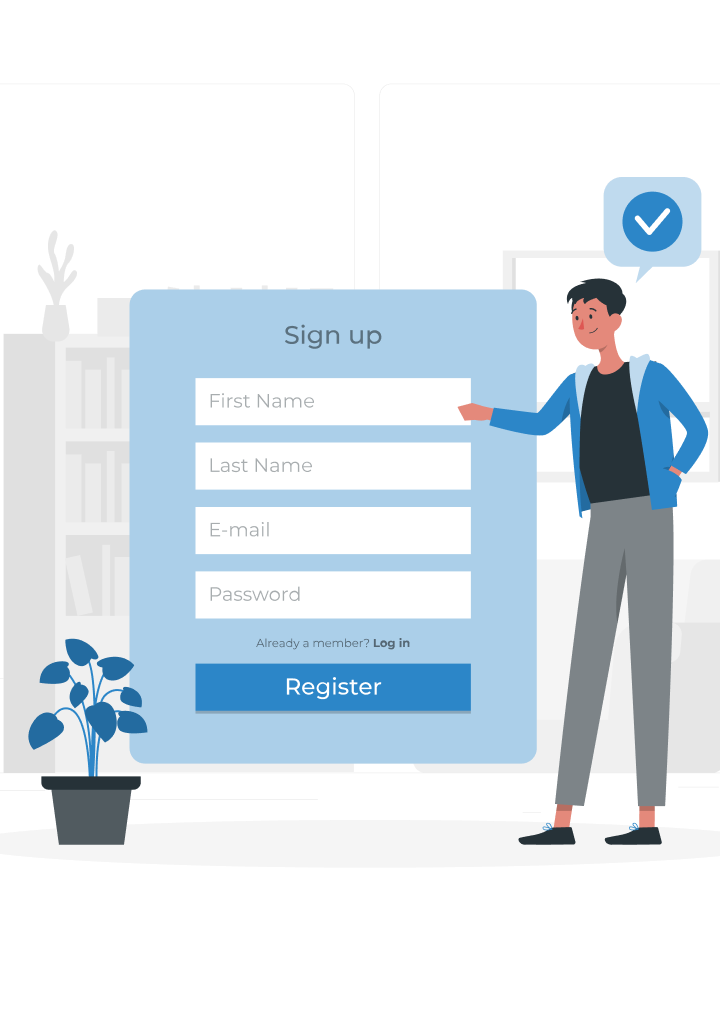 Sign up
First Name
Last Name
E-mail
Password
Already a member? Log in
Register